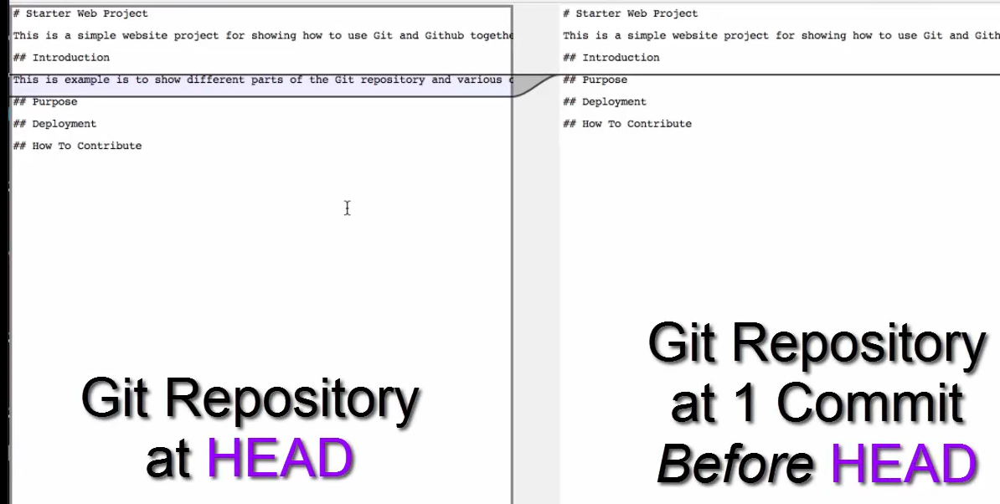 # Starter Web Project
This is a simple website project for showing how to use Git and Github
## Introduction
This is example is to show different parts of the Git repository and various
## Purpose
## Deployment
## How To Contribute
Git Repository
at HEAD
# Starter Web Project
This is a simple website project for showing how to use Git and
## Introduction
## Purpose
## Deployment
## How To Contribute
Git Repository
at 1 Commit
Before HEAD